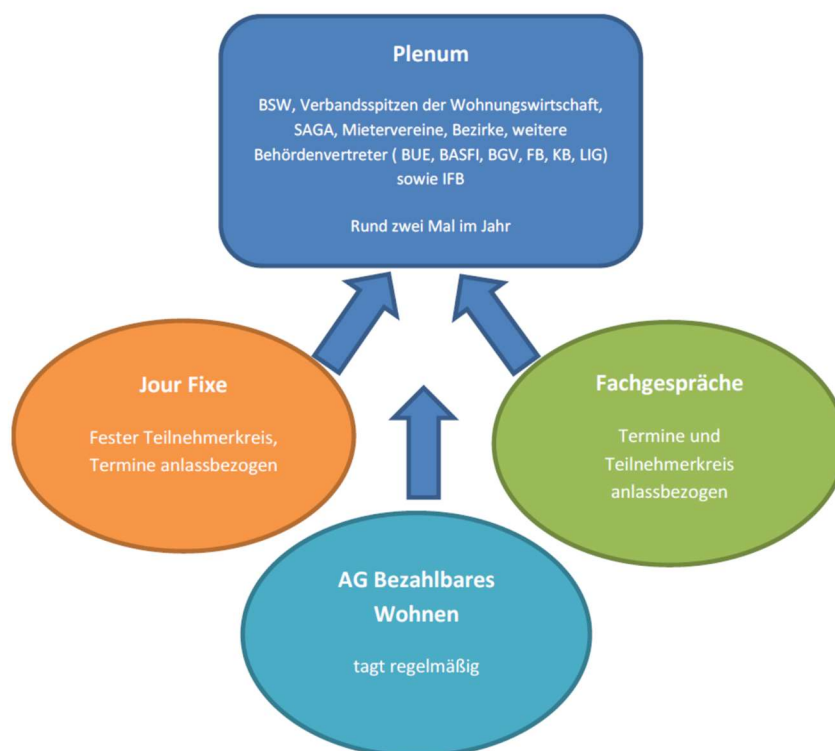 Plenum
BSW, Verbandsspitzen der Wohnungswirtschaft,
SAGA, Mietervereine, Bezirke, weitere
Behördenvertreter ( BUE, BASFI, BGV, FB, KB, LIG)
sowie IFB
Rund zwei Mal im Jahr
Jour Fixe
Fester Teilnehmerkreis,
Termine anlassbezogen
Fachgespräche
Termine und
Teilnehmerkreis
anlassbezogen
AG Bezahlbares
Wohnen
tagt regelmäßig